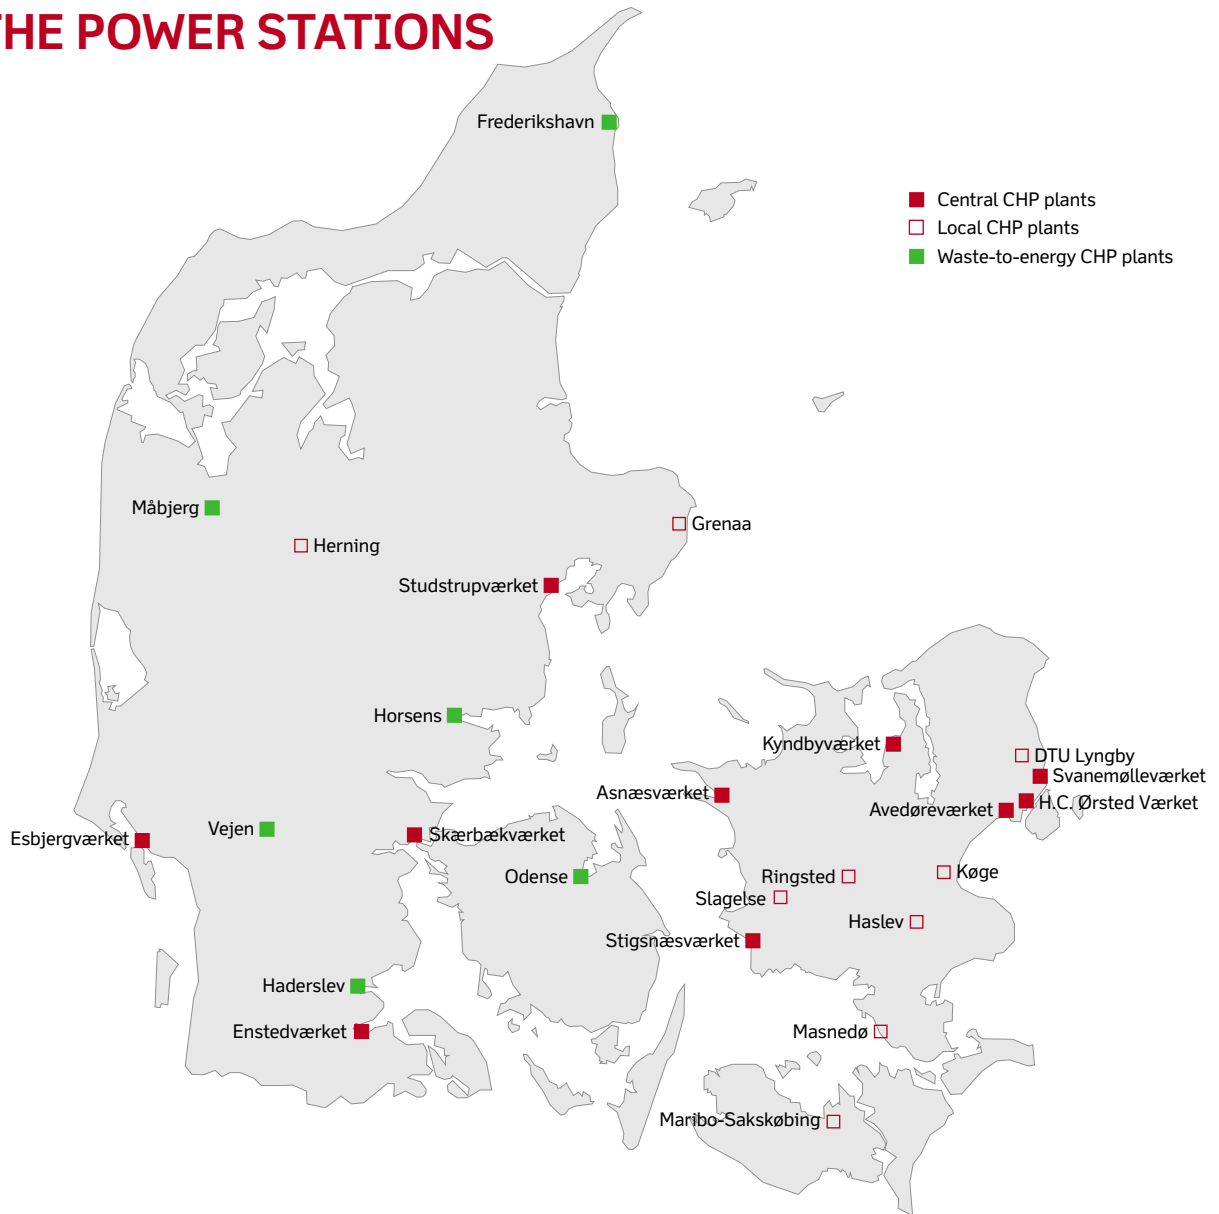 THE POWER STATIONS
Frederikshavn
Central CHP plants
Local CHP plants
Waste-to-energy CHP plants
Måbjerg
Grenaa
Herning
Studstrupværket
Horsens
Kyndbyværket
DTU Lyngby
Svanemølleværket
Asnæsværket
H.C. Ørsted Værket
Avedøreværket
Vejen
Skærbækværket
Esbjergværket
Køge
Odense
Ringsted
Slagelse
Haslev
Stigsnæsværket
Haderslev
Enstedværket
Masnedø
Maribo-Sakskøbing